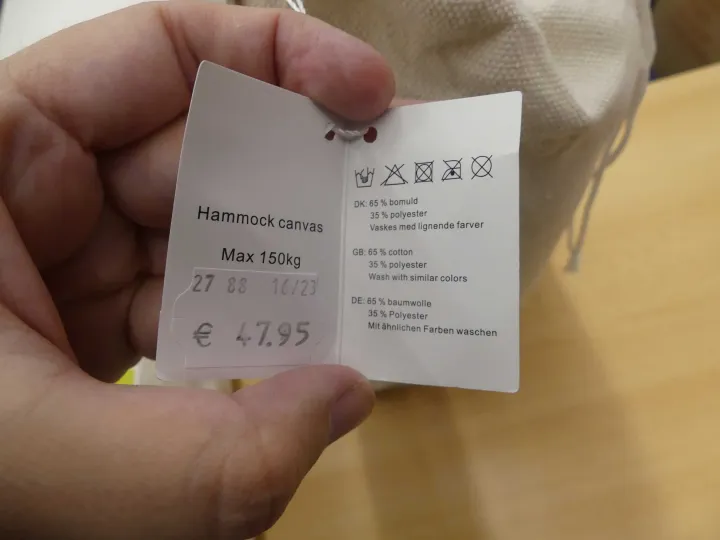 Hammock canvas
Max 150kg
27 88 16/23
€ 47.95
DK: 65 % bomuld
35 % polyester
Vaskes med lignende farver
GB: 65 % cotton
35 % polyester
Wash with similar colors
DE: 65 % baumwolle
35 % Polyester
Mit ähnlichen Farben waschen